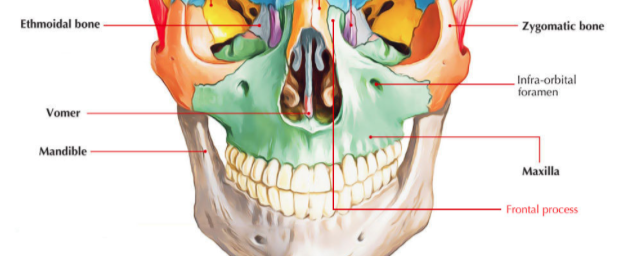 Ethmoidal bone
Zygomatic bone
Infra-orbital
foramen
Vomer
Mandible
Maxilla
Frontal process